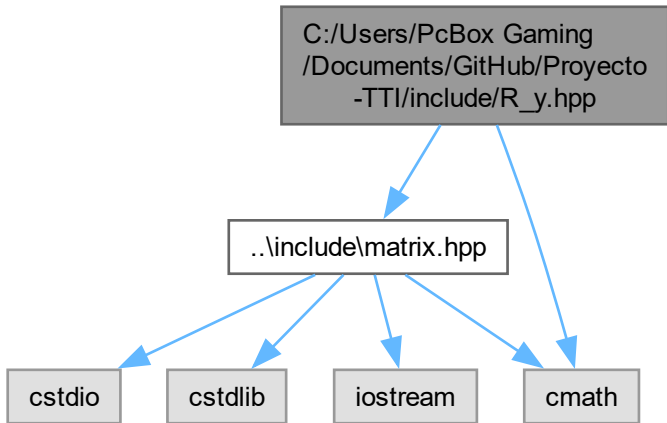 C:/Users/PcBox Gaming
/Documents/GitHub/Proyecto
-TTI/include/R_y.hpp
..\include\matrix.hpp
cstdio
cstdlib
iostream
cmath